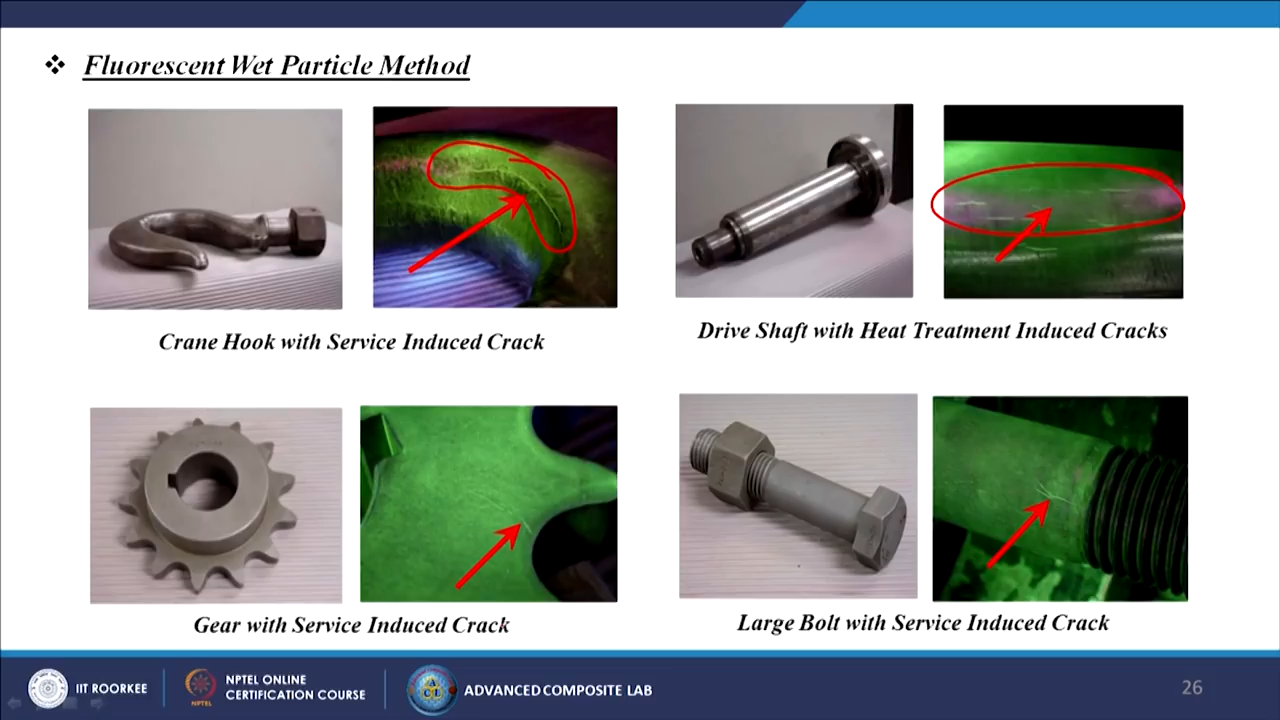 ❖ Fluorescent Wet Particle Method
Crane Hook with Service Induced Crack
Drive Shaft with Heat Treatment Induced Cracks
Gear with Service Induced Crack
Large Bolt with Service Induced Crack
IIT ROORKEE
NPTEL
NPTEL ONLINE
CERTIFICATION COURSE
ACL
ADVANCED COMPOSITE LAB
26